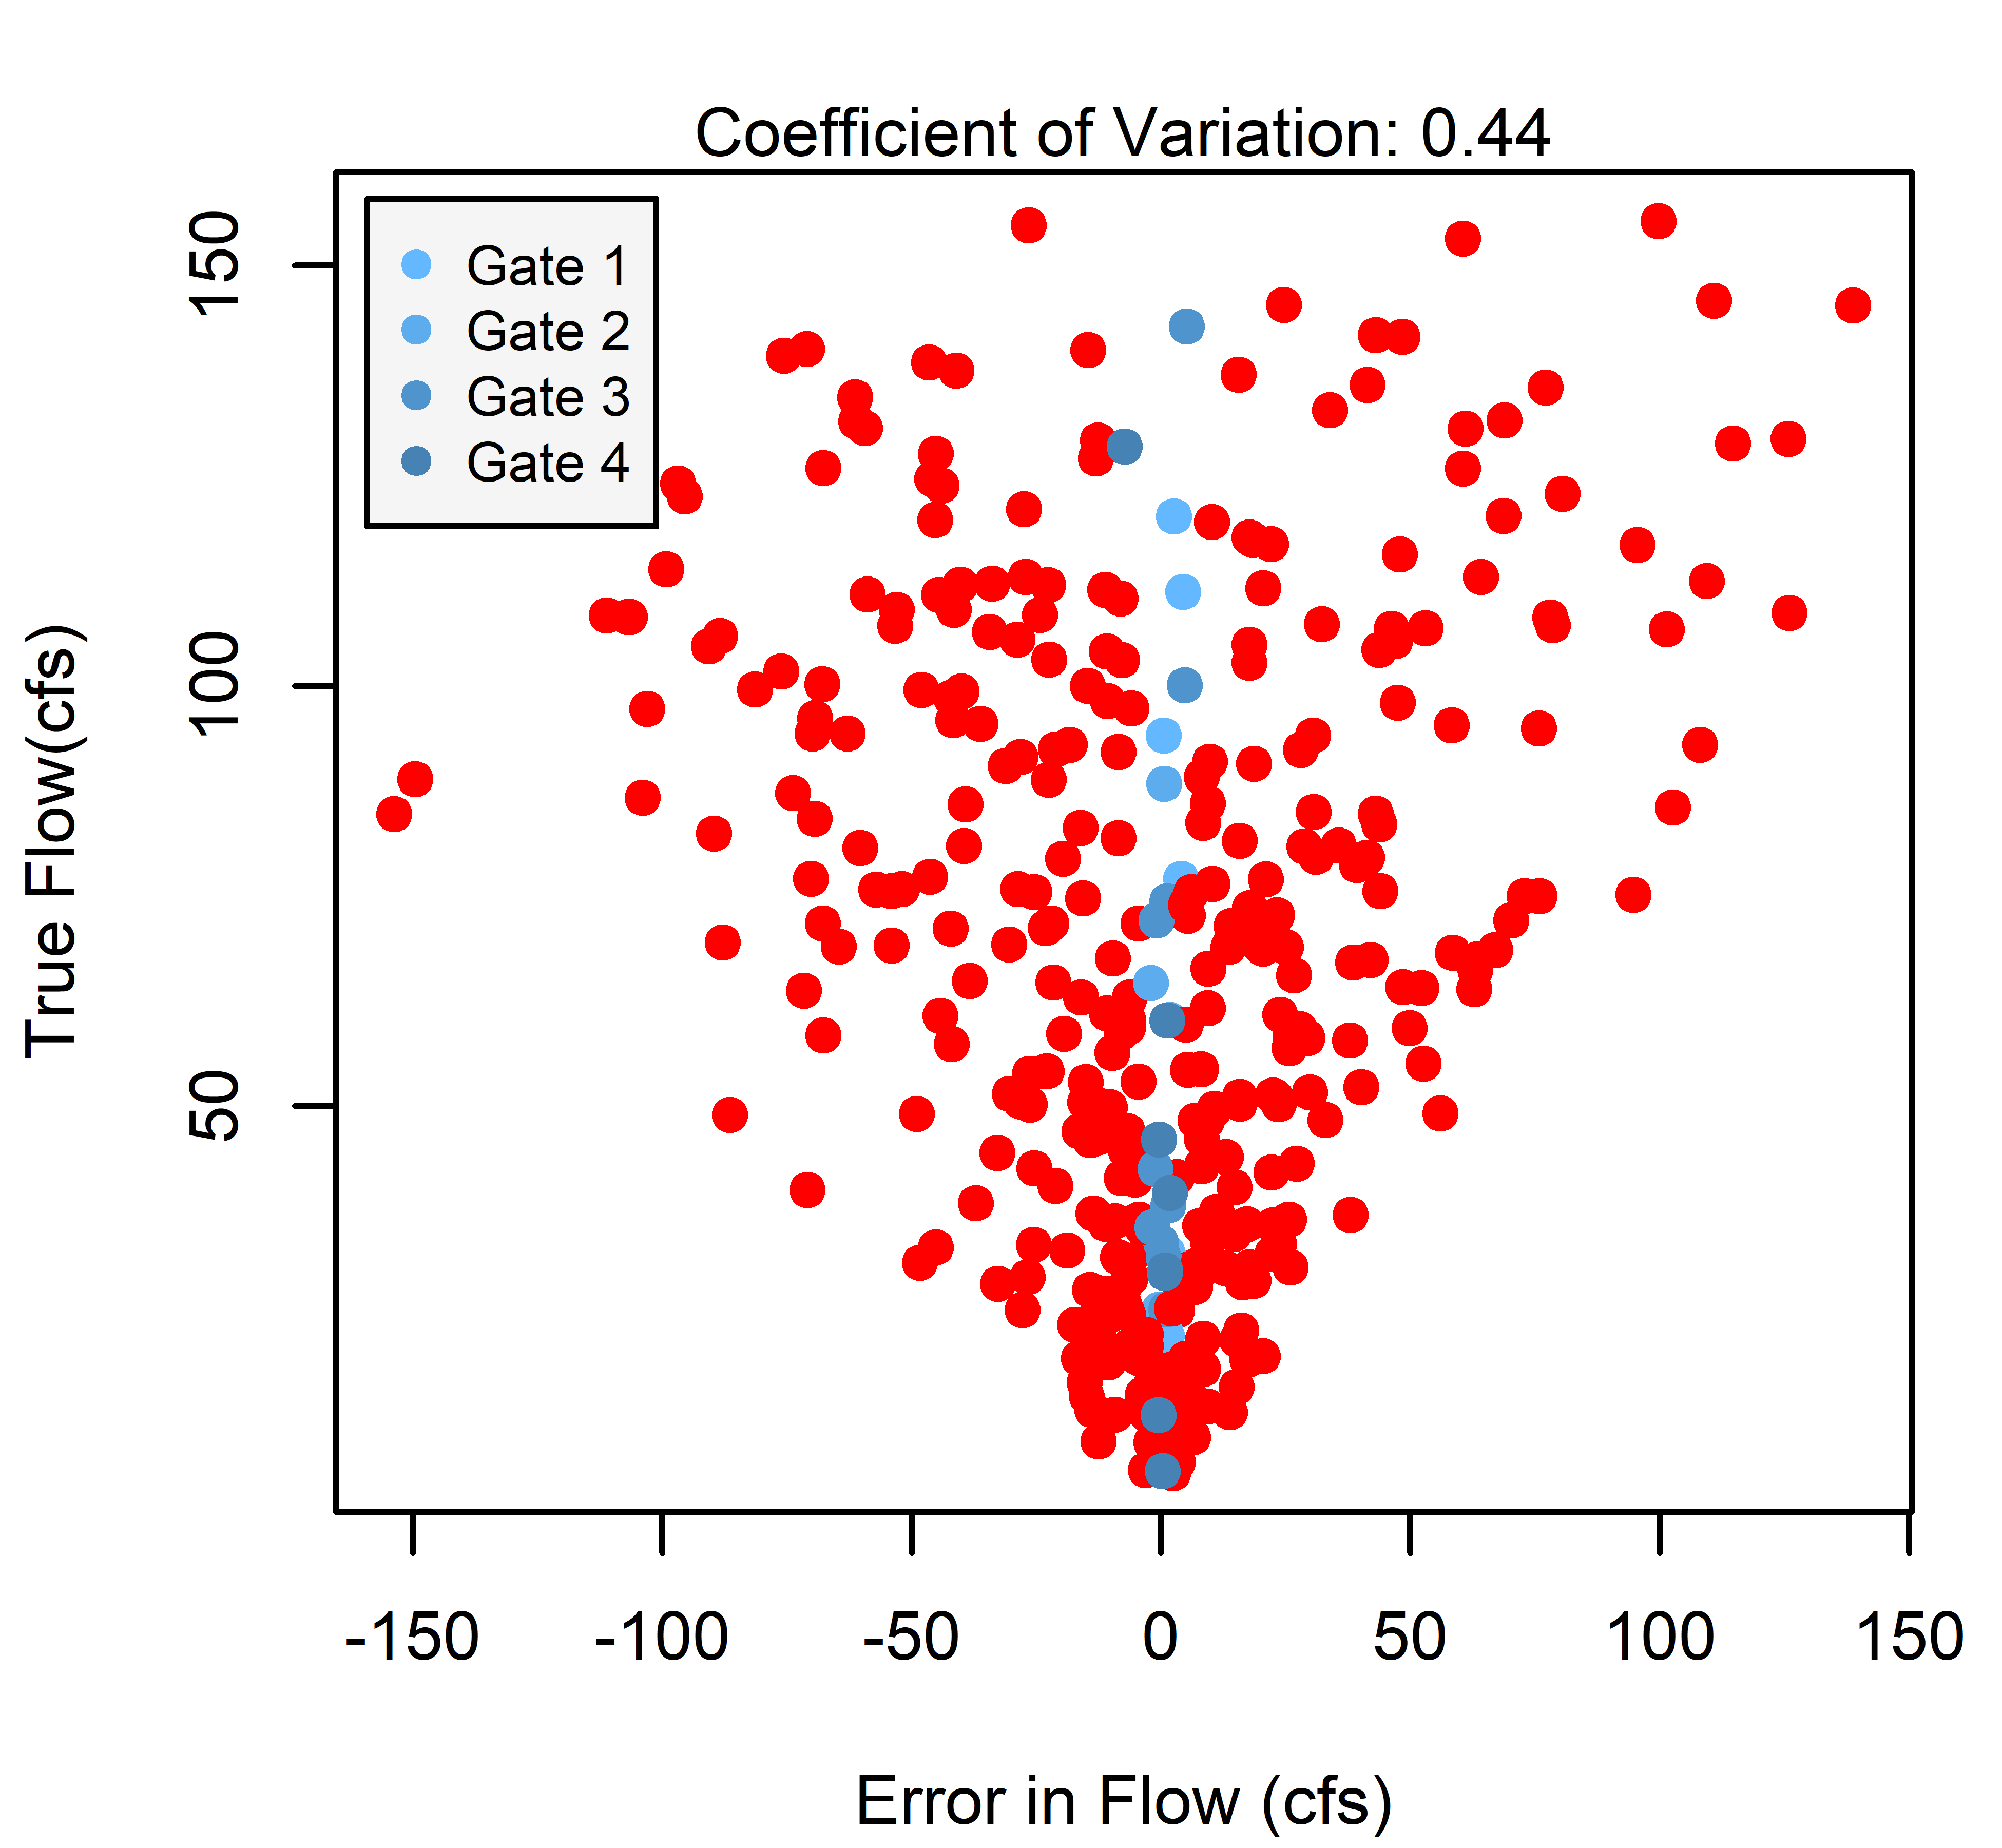 Coefficient of Variation: 0.44
Gate 1
Gate 2
Gate 3
Gate 4
True Flow(cfs)
150
100
50
-150 -100 -50 0 50 100 150
Error in Flow (cfs)